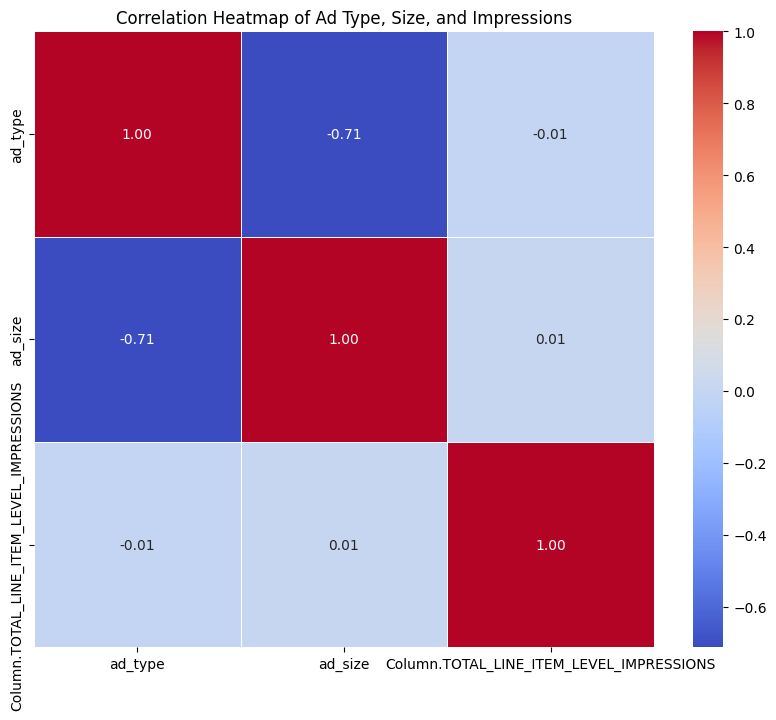 Correlation Heatmap of Ad Type, Size, and Impressions
ad_type
1.00
-0.71
-0.01
ad_size
-0.71
1.00
0.01
Column.TOTAL_LINE_ITEM_LEVEL_IMPRESSIONS
-0.01
0.01
1.00
ad_type
ad_size
Column.TOTAL_LINE_ITEM_LEVEL_IMPRESSIONS
1.0
0.8
0.6
0.4
0.2
0.0
−0.2
−0.4
−0.6